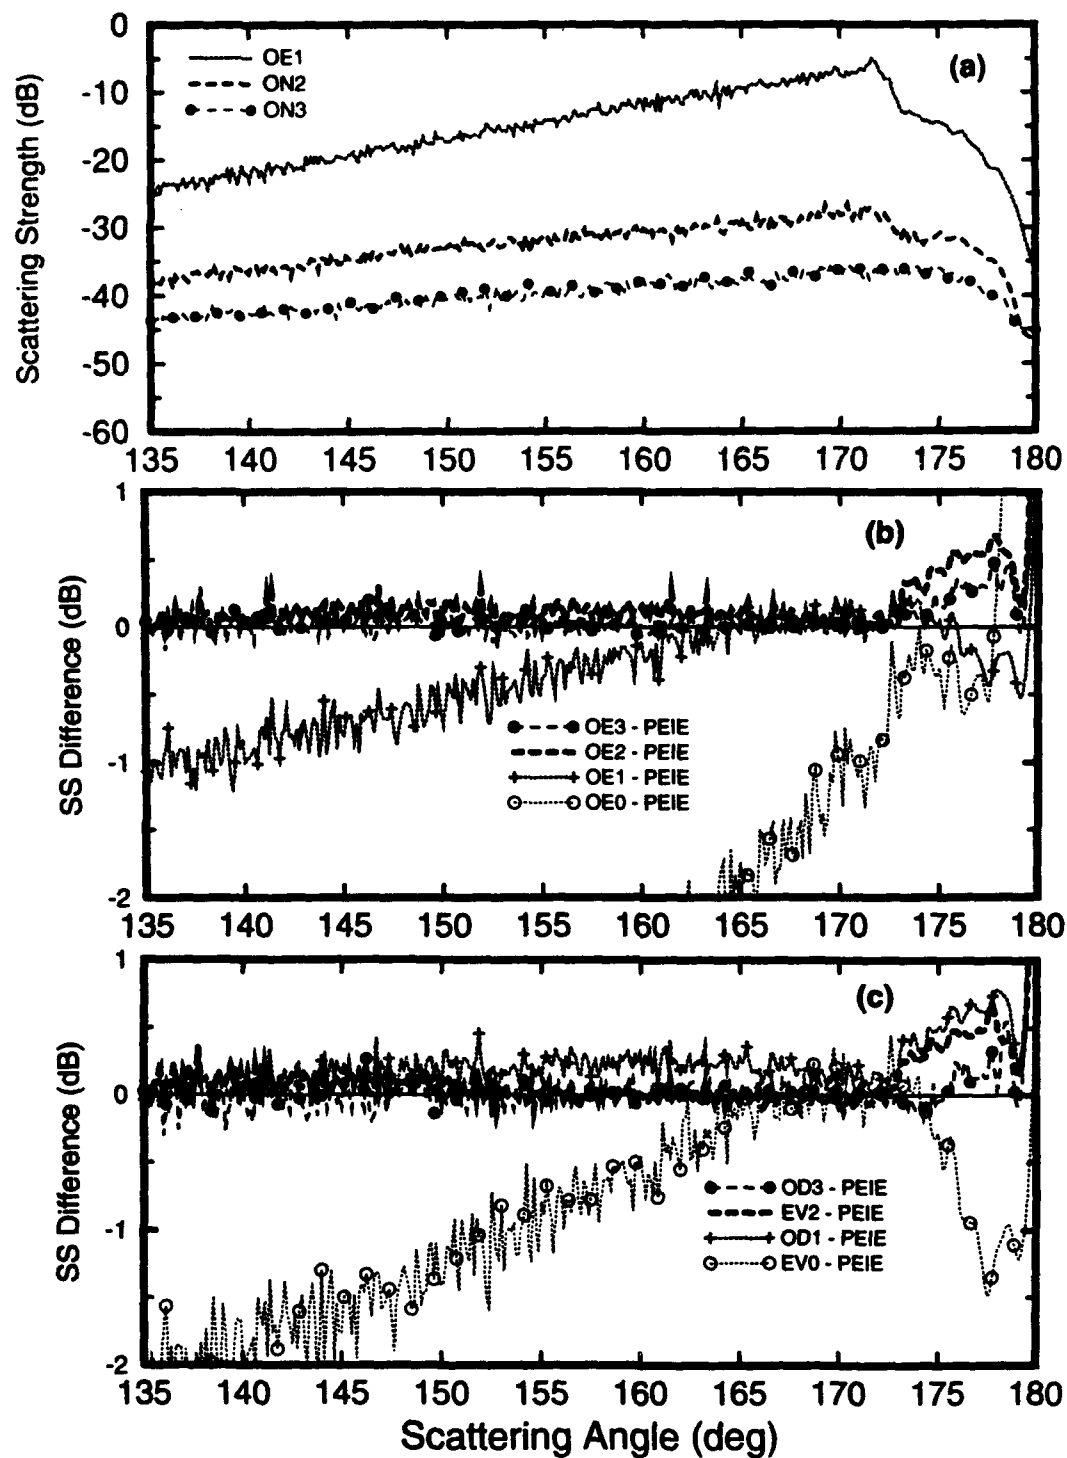 0
-10
-20
-30
-40
-50
-60
Scattering Strength (dB)
OE1
ON2
ON3
(a)
135 140 145 150 155 160 165 170 175 180
1
0
-1
-2
SS Difference (dB)
(b)
OE3 - PEIE
OE2 - PEIE
OE1 - PEIE
OE0 - PEIE
135 140 145 150 155 160 165 170 175 180
1
0
-1
-2
SS Difference (dB)
(c)
OD3 - PEIE
EV2 - PEIE
OD1 - PEIE
EV0 - PEIE
135 140 145 150 155 160 165 170 175 180
Scattering Angle (deg)